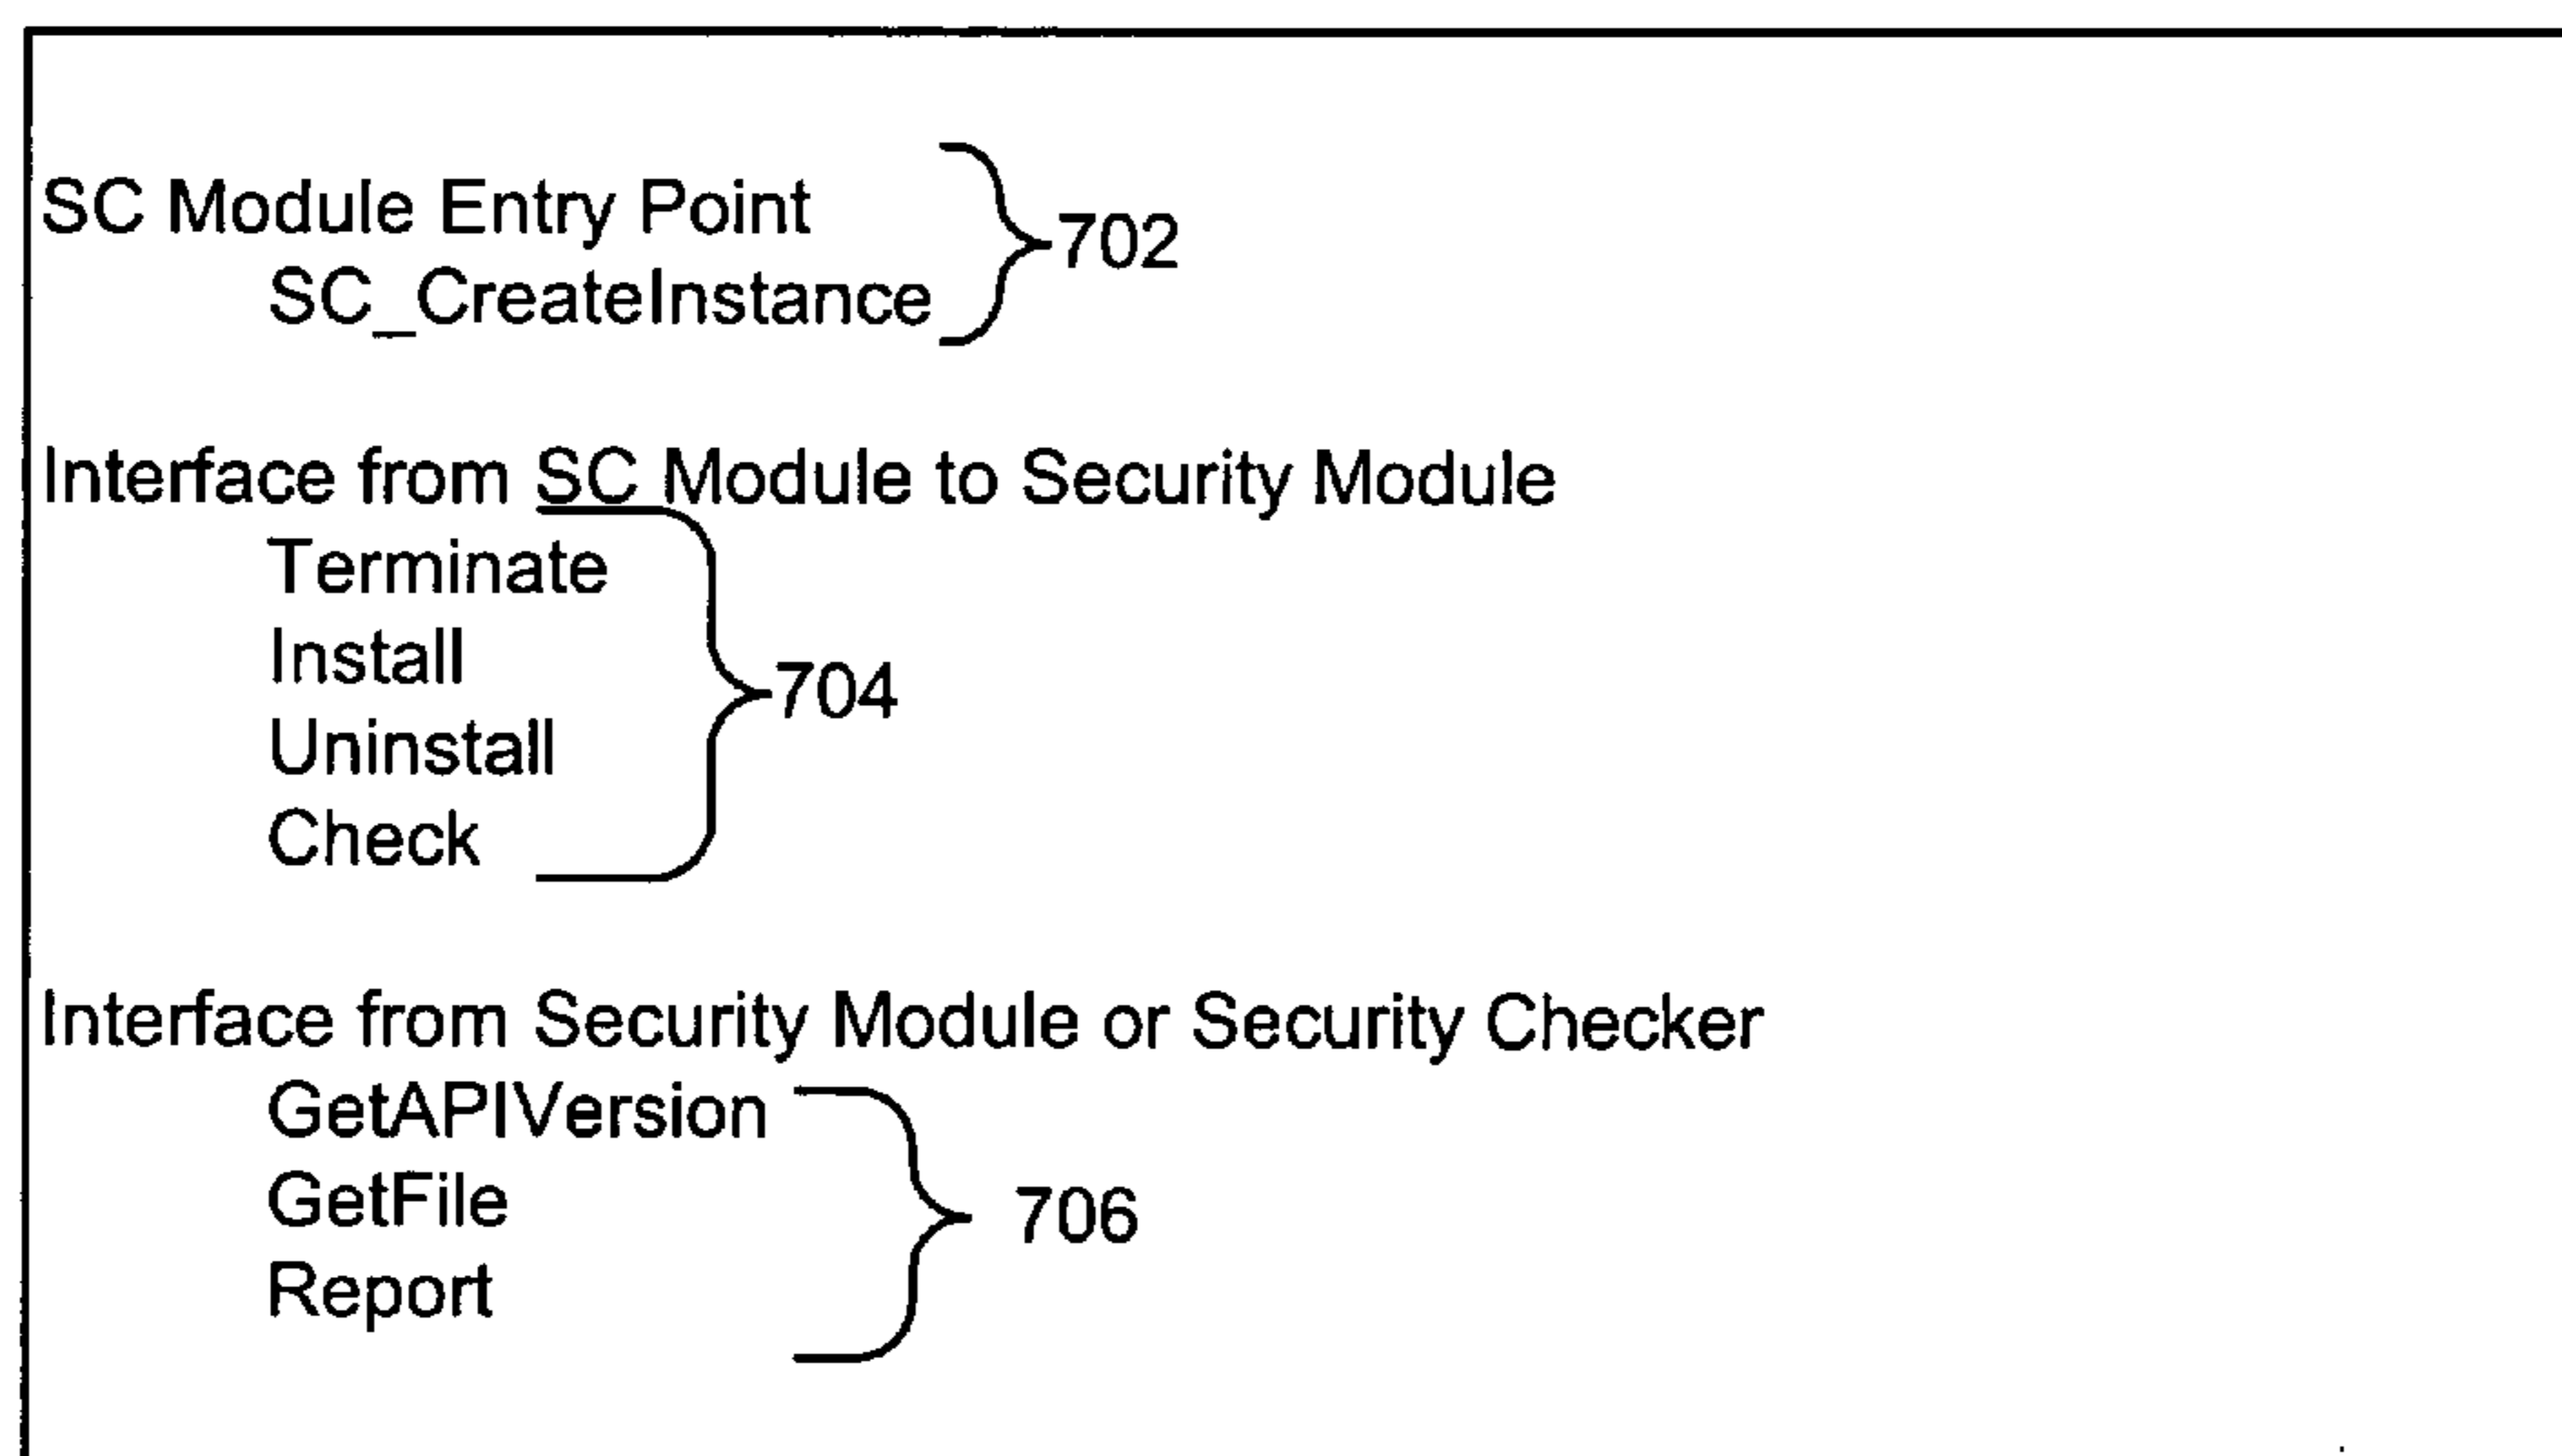 SC Module Entry Point
SC_CreateInstance
702
Interface from SC Module to Security Module
Terminate
Install
Uninstall
Check
704
Interface from Security Module or Security Checker
GetAPIVersion
GetFile
Report
706